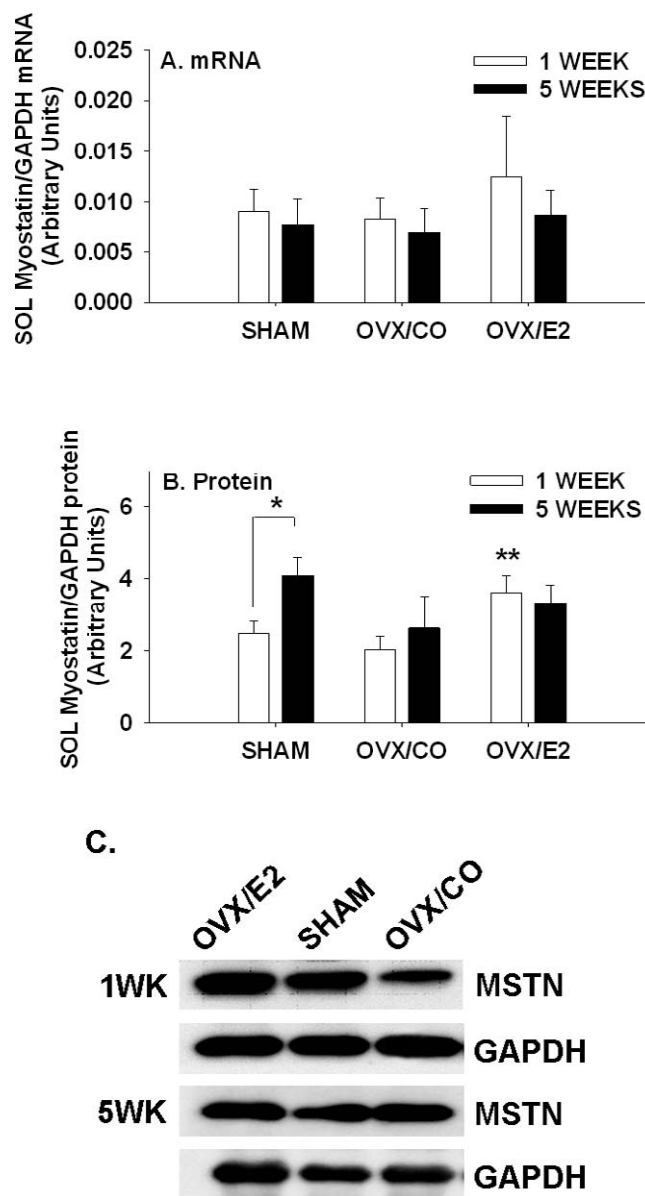 A. mRNA
1 WEEK
5 WEEKS
SOL Myostatin/GAPDH mRNA
(Arbitrary Units)
0.025
0.020
0.015
0.010
0.005
0.000
SHAM OVX/CO OVX/E2
B. Protein
1 WEEK
5 WEEKS
SOL Myostatin/GAPDH protein
(Arbitrary Units)
*
**
6
4
2
0
SHAM OVX/CO OVX/E2
C.
OVX/E2 SHAM OVX/CO
1WK MSTN
GAPDH
5WK MSTN
GAPDH